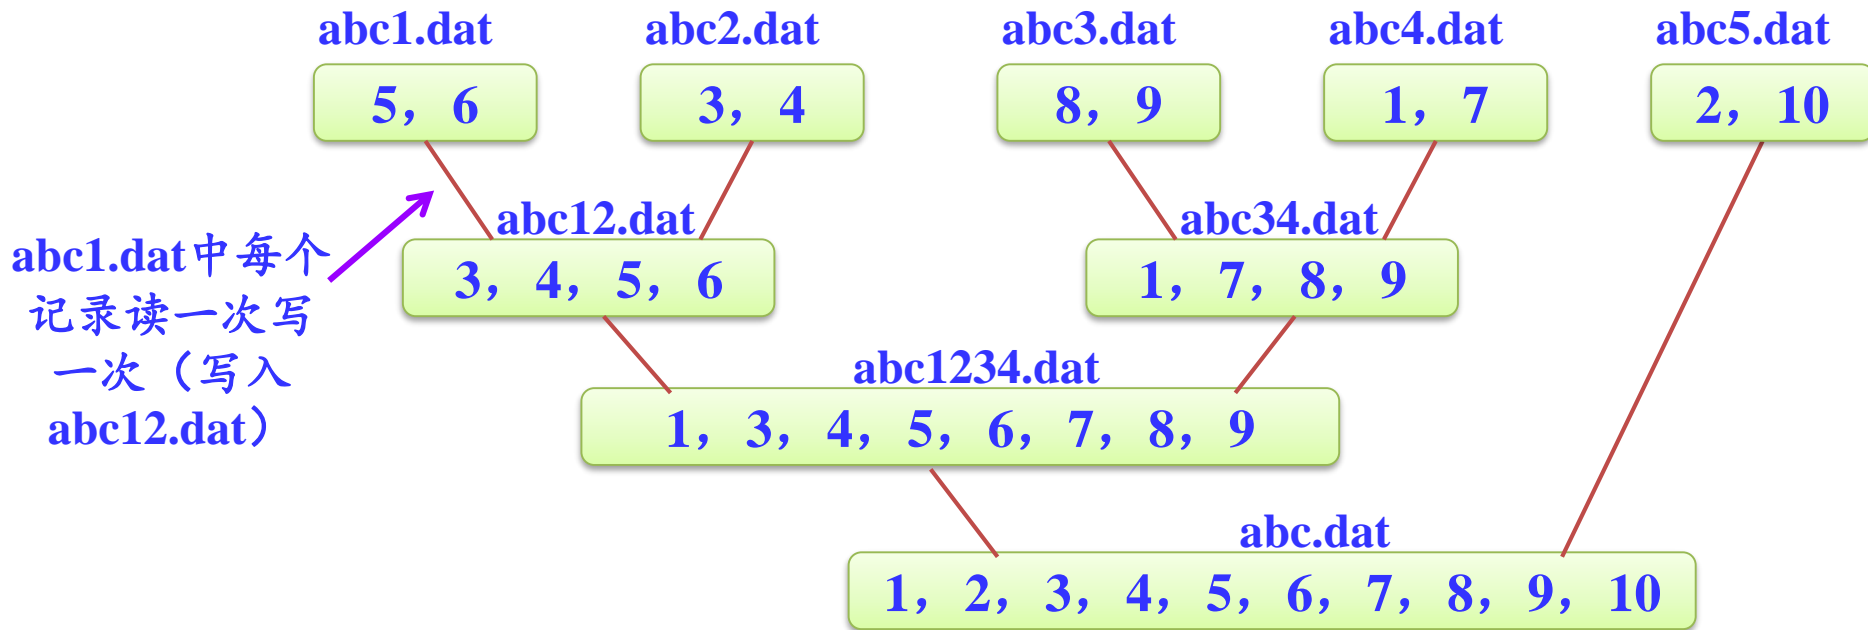 abc1.dat abc2.dat abc3.dat abc4.dat abc5.dat
5，6 3，4 8，9 1，7 2，10
abc12.dat abc34.dat
3，4，5，6 1，7，8，9
abc1.dat中每个
记录读一次写
一次（写入
abc12.dat）
abc1234.dat
1，3，4，5，6，7，8，9
abc.dat
1，2，3，4，5，6，7，8，9，10